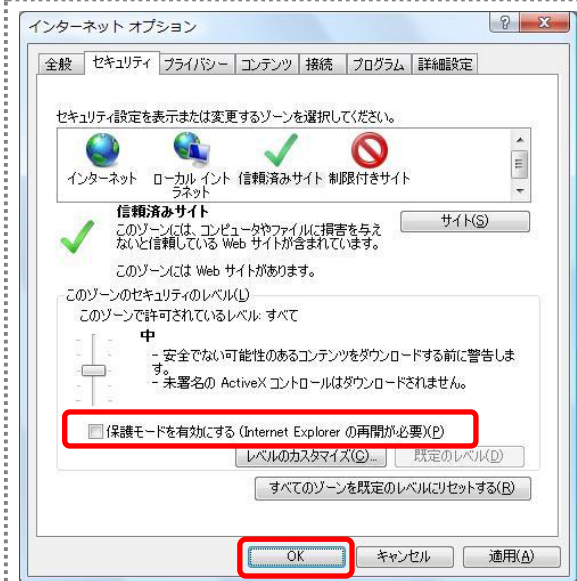 インターネット オプション
全般 セキュリティ プライバシー コンテンツ 接続 プログラム 詳細設定
セキュリティ設定を表示または変更するゾーンを選択してください。
インターネット ローカル イント 信頼済みサイト 制限付きサイト
ラネット
信頼済みサイト
サイト(S)
このゾーンには、コンピュータやファイルに損害を与え
ないと信頼している Web サイトが含まれています。
このゾーンには Web サイトがあります。
このゾーンのセキュリティのレベル(L)
このゾーンで許可されているレベル: すべて
中
- 安全でない可能性のあるコンテンツをダウンロードする前に警告しま
す。
- 未署名の ActiveX コントロールはダウンロードされません。
保護モードを有効にする (Internet Explorer の再開が必要)(P)
レベルのカスタマイズ(C)... 既定のレベル(D)
すべてのゾーンを既定のレベルにリセットする(R)
OK キャンセル 適用(A)